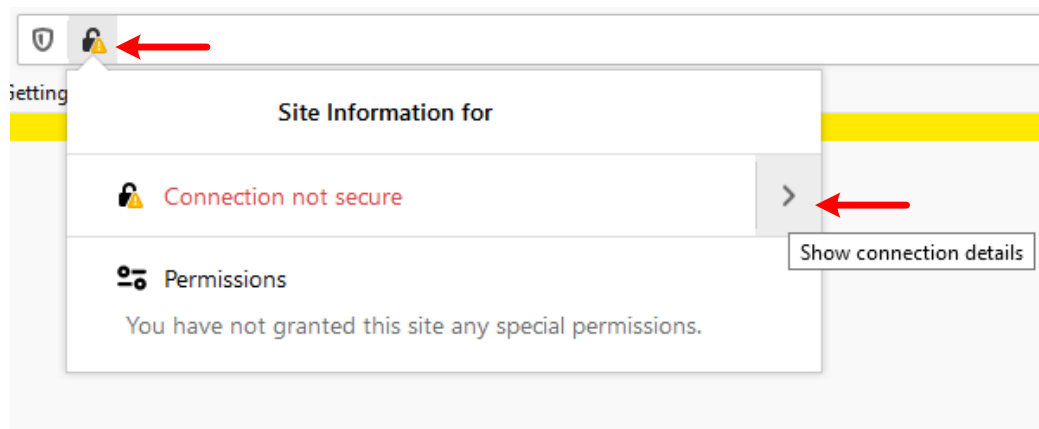 Getting
Site Information for
Connection not secure
Show connection details
Permissions
You have not granted this site any special permissions.